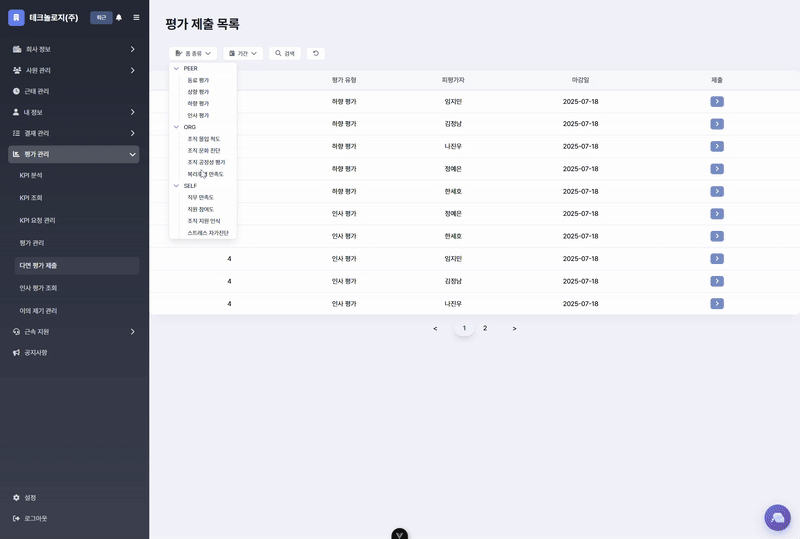 테크놀로지(주)
퇴근
회사 정보
사원 관리
근태 관리
내 정보
결재 관리
평가 관리
KPI 분석
KPI 조회
KPI 요청 관리
평가 관리
다면 평가 제출
인사 평가 조회
이의 제기 관리
근속 지원
공지사항
설정
로그아웃
평가 제출 목록
폼 종류
기간
검색
PEER
동료 평가
상향 평가
하향 평가
인사 평가
ORG
조직 몰입 척도
조직 문화 진단
조직 공정성 평가
만족도
SELF
직무 만족도
직원 참여도
조직 지원 인식
스트레스 자가진단
평가 유형 피평가자 마감일 제출
하향 평가 임지민 2025-07-18
하향 평가 김정남 2025-07-18
하향 평가 나진우 2025-07-18
하향 평가 정예은 2025-07-18
하향 평가 한세호 2025-07-18
인사 평가 정예은 2025-07-18
인사 평가 한세호 2025-07-18
4 인사 평가 임지민 2025-07-18
4 인사 평가 김정남 2025-07-18
4 인사 평가 나진우 2025-07-18
< 1 2 >